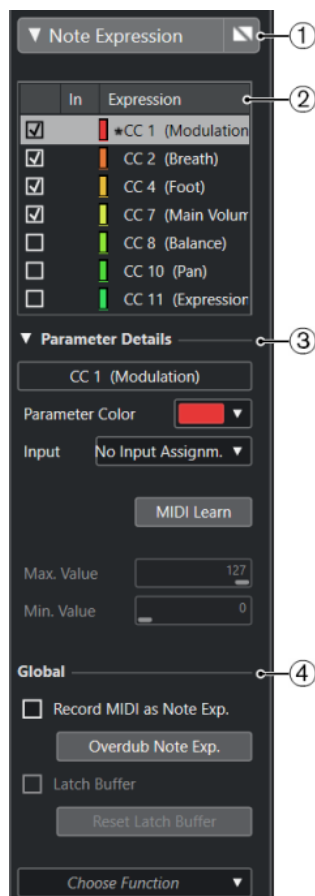 ▼ Note Expression ①
In Expression ②
*CC 1 (Modulation
CC 2 (Breath)
CC 4 (Foot)
CC 7 (Main Volum
CC 8 (Balance)
CC 10 (Pan)
CC 11 (Expression
▼ Parameter Details ③
CC 1 (Modulation)
Parameter Color
Input No Input Assignm.
MIDI Learn
Max. Value 127
Min. Value 0
Global ④
Record MIDI as Note Exp.
Overdub Note Exp.
Latch Buffer
Reset Latch Buffer
Choose Function